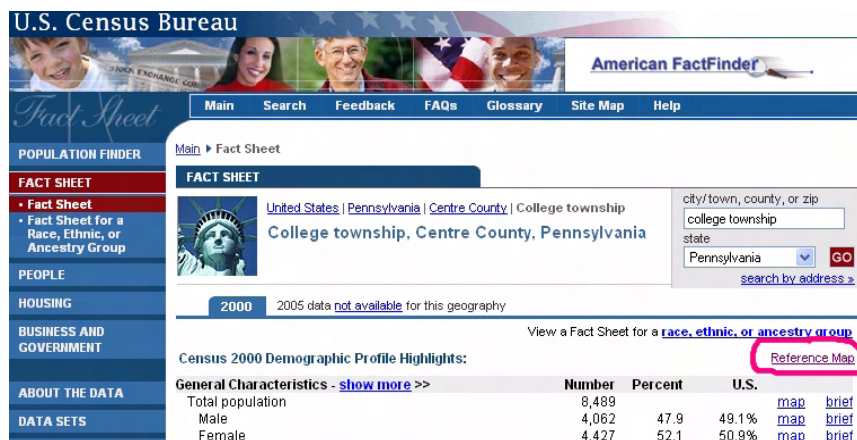 U.S. Census Bureau
STOCK EXCHANGE
American FactFinder
Fact Sheet
Main Search Feedback FAQs Glossary Site Map Help
POPULATION FINDER
FACT SHEET
• Fact Sheet
• Fact Sheet for a
Race, Ethnic, or
Ancestry Group
PEOPLE
HOUSING
BUSINESS AND
GOVERNMENT
ABOUT THE DATA
DATA SETS
Main ▸ Fact Sheet
FACT SHEET
United States | Pennsylvania | Centre County | College township
College township, Centre County, Pennsylvania
city/town, county, or zip
college township
state
Pennsylvania GO
search by address »
2000 2005 data not available for this geography
View a Fact Sheet for a race, ethnic, or ancestry group
Census 2000 Demographic Profile Highlights: Reference Map
General Characteristics - show more >> Number Percent U.S.
Total population 8,489 map brief
Male 4,062 47.9 49.1% map brief
Female 4,427 52.1 50.9% map brief